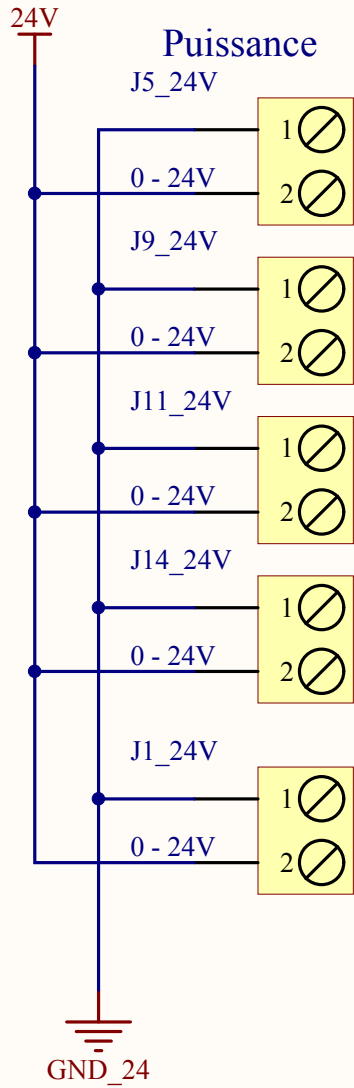 24V
Puissance
J5_24V
1
0 - 24V
2
J9_24V
1
0 - 24V
2
J11_24V
1
0 - 24V
2
J14_24V
1
0 - 24V
2
J1_24V
1
0 - 24V
2
GND_24